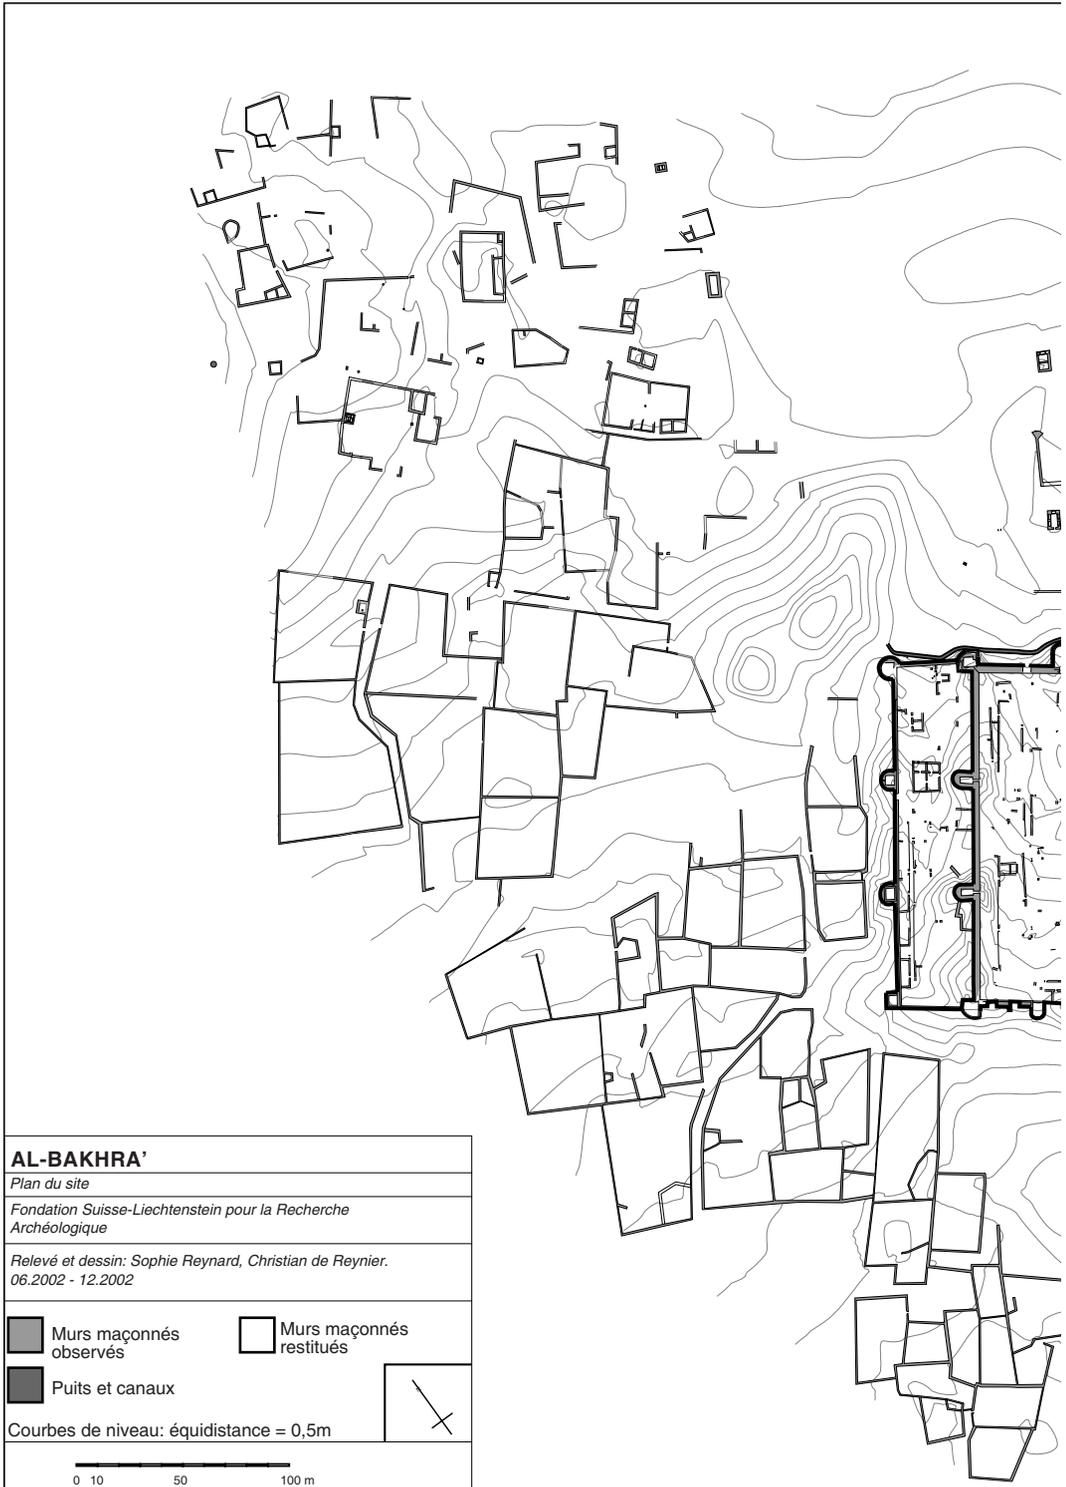 AL-BAKHRA’
Plan du site
Fondation Suisse-Liechtenstein pour la Recherche
Archéologique
Relevé et dessin: Sophie Reynard, Christian de Reynier.
06.2002 - 12.2002
Murs maçonnés
observés
Murs maçonnés
restitués
Puits et canaux
Courbes de niveau: équidistance = 0,5m
0 10 50 100 m